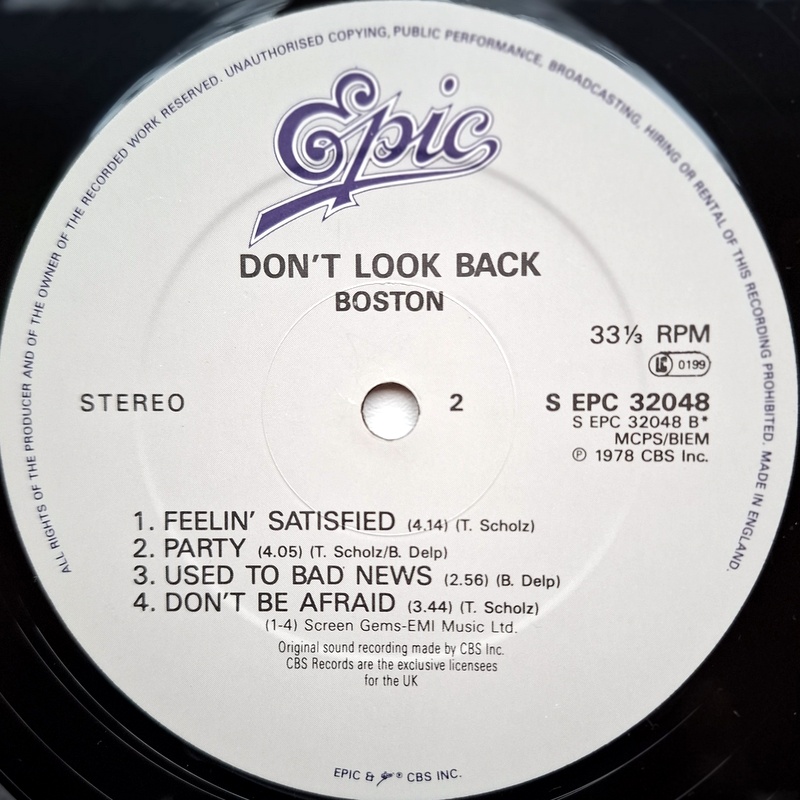 ALL RIGHTS OF THE PRODUCER AND OF THE OWNER OF THE RECORDED WORK RESERVED. UNAUTHORISED COPYING, PUBLIC PERFORMANCE, BROADCASTING, HIRING OR RENTAL OF THIS RECORDING PROHIBITED. MADE IN ENGLAND.
Epic
DON'T LOOK BACK
BOSTON
33⅓ RPM
LC 0199
STEREO
2
S EPC 32048
S EPC 32048 B*
MCPS/BIEM
℗ 1978 CBS Inc.
1. FEELIN' SATISFIED (4.14) (T. Scholz)
2. PARTY (4.05) (T. Scholz/B. Delp)
3. USED TO BAD NEWS (2.56) (B. Delp)
4. DON'T BE AFRAID (3.44) (T. Scholz)
(1-4) Screen Gems-EMI Music Ltd.
Original sound recording made by CBS Inc.
CBS Records are the exclusive licensees
for the UK
EPIC & Epic ® CBS INC.